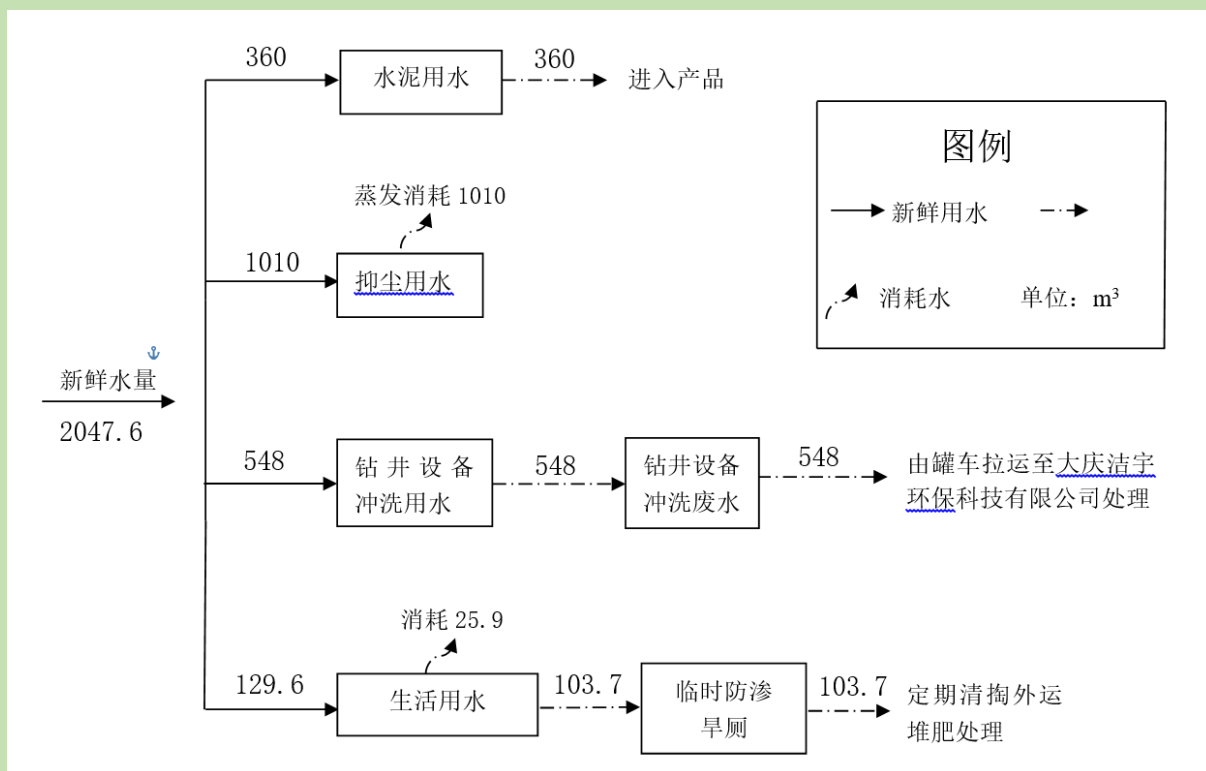 360
水泥用水
360
进入产品
图例
新鲜用水
消耗水
单位：m³
蒸发消耗 1010
1010
抑尘用水
新鲜水量
2047.6
548
钻井设备
冲洗用水
548
钻井设备
冲洗废水
548
由罐车拉运至大庆洁宇
环保科技有限公司处理
消耗 25.9
129.6
生活用水
103.7
临时防渗
旱厕
103.7
定期清掏外运
堆肥处理